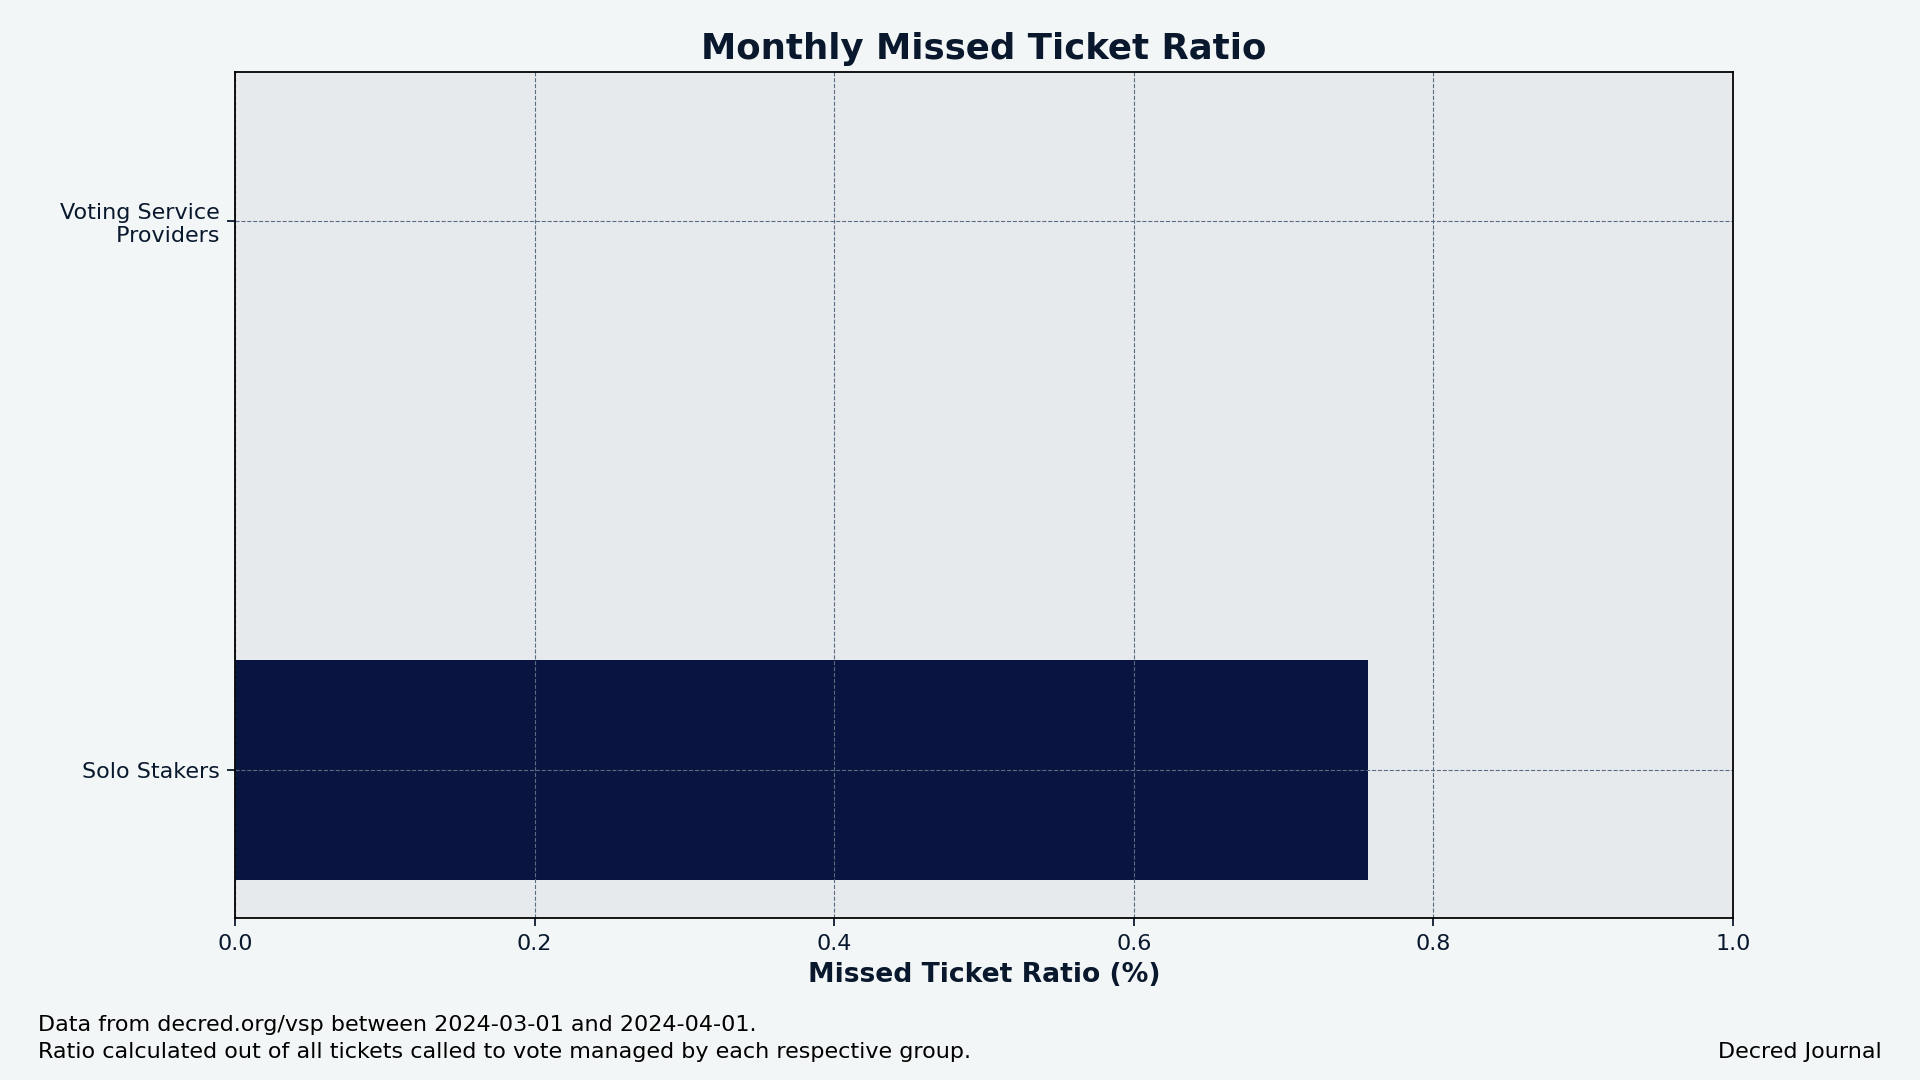 Monthly Missed Ticket Ratio
Voting Service
Providers
Solo Stakers
0.0 0.2 0.4 0.6 0.8 1.0
Missed Ticket Ratio (%)
Data from decred.org/vsp between 2024-03-01 and 2024-04-01.
Ratio calculated out of all tickets called to vote managed by each respective group.
Decred Journal